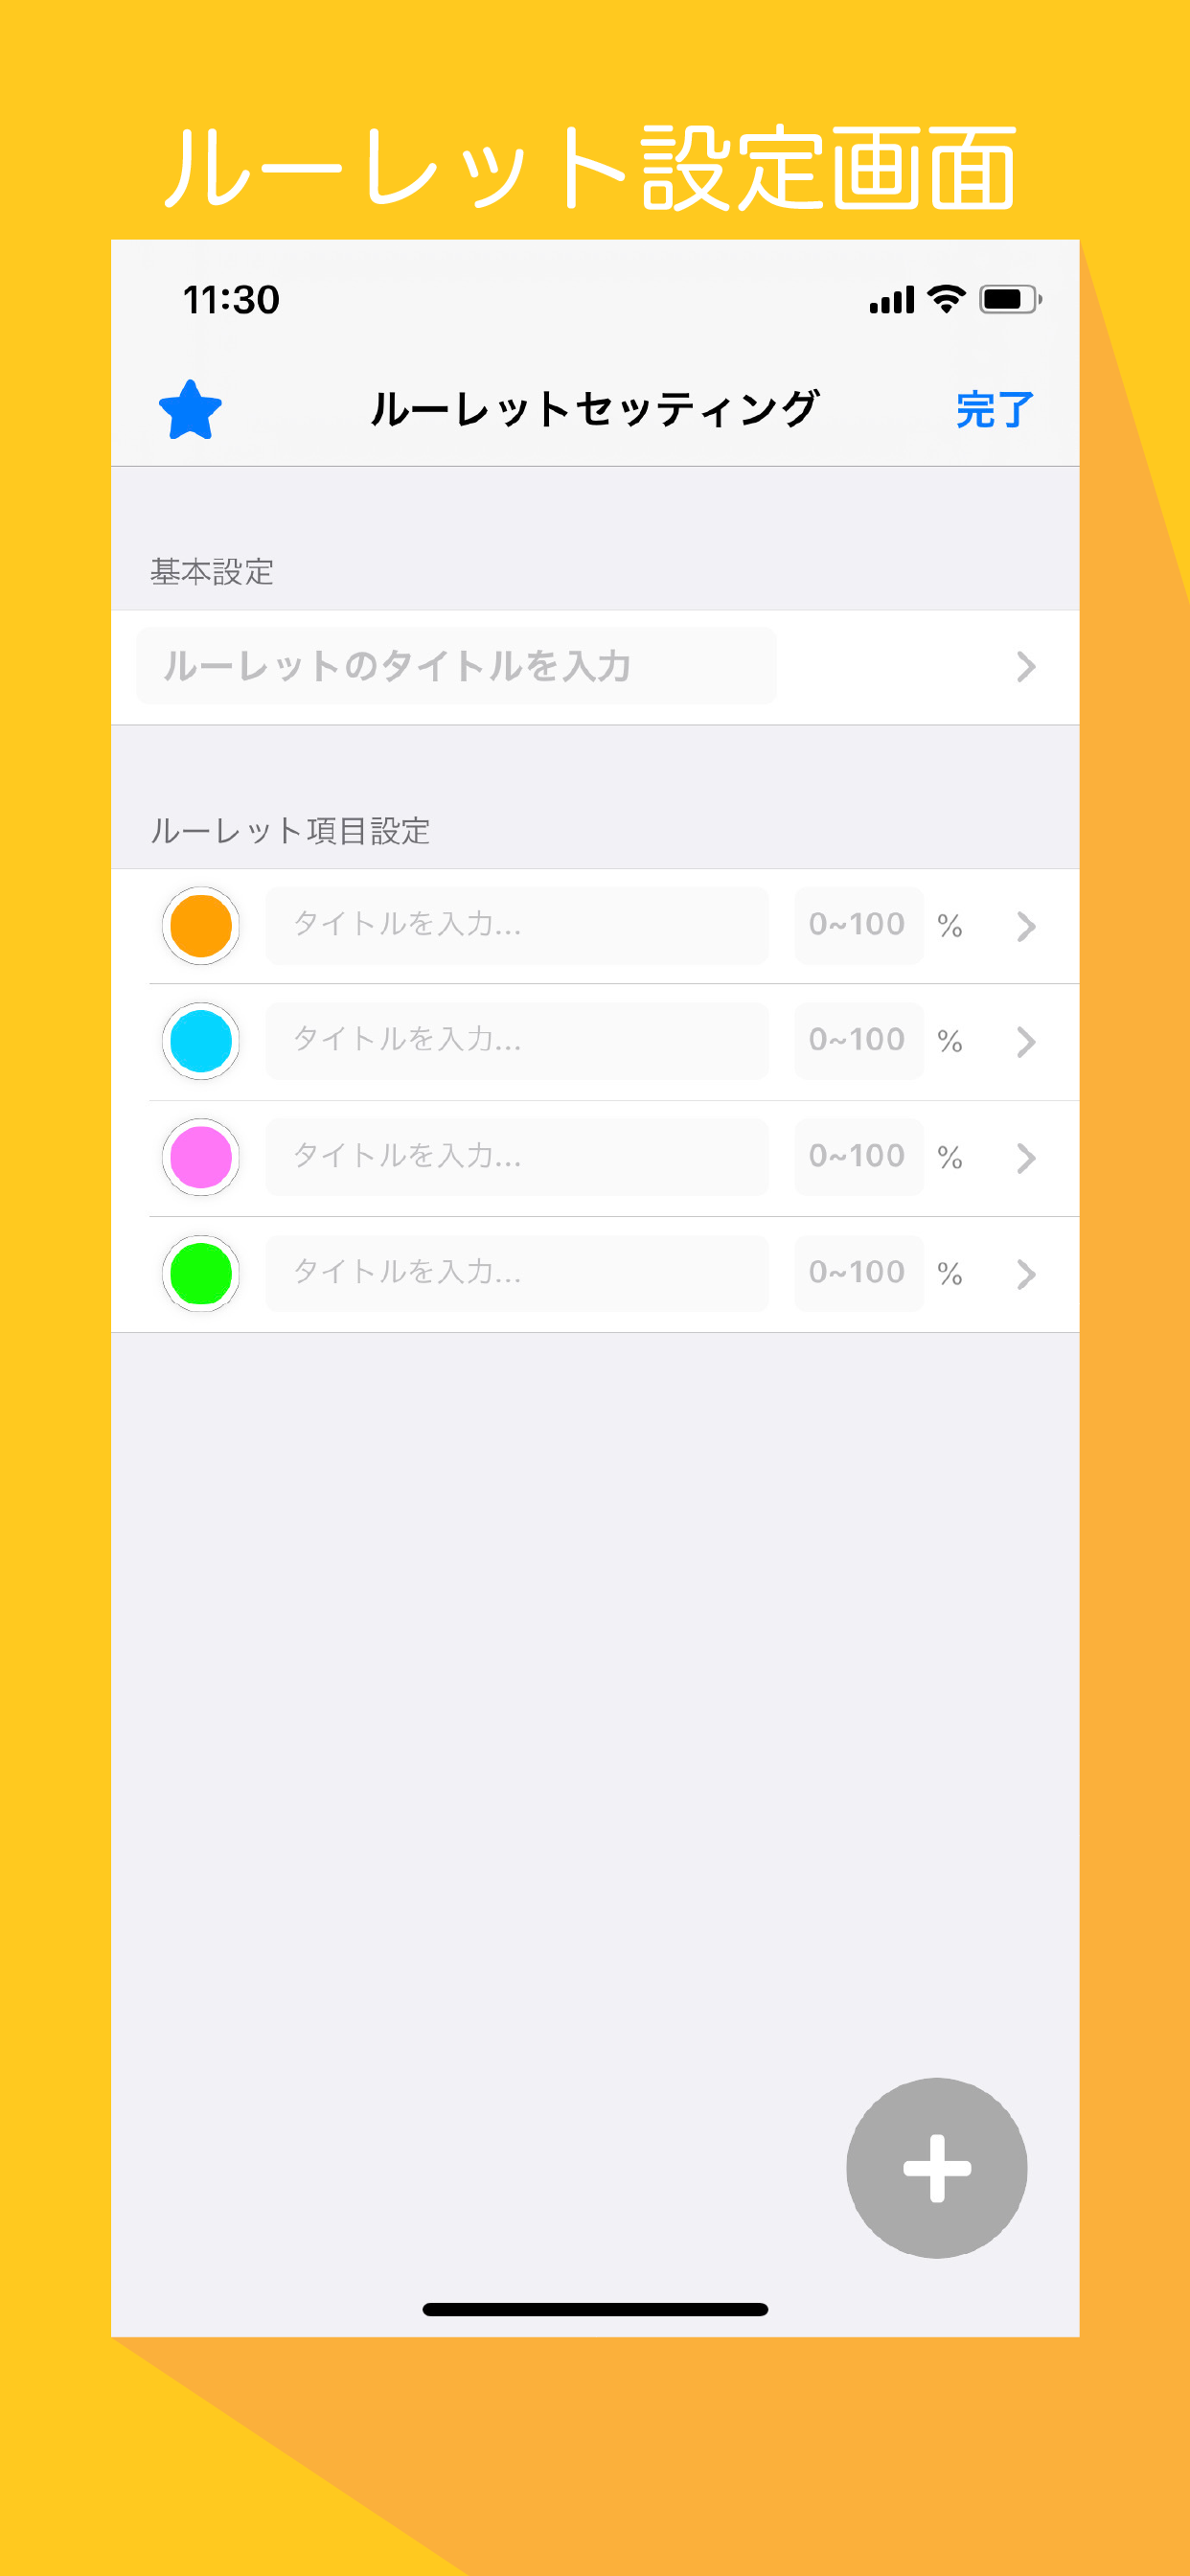 ルーレット設定画面
11:30
ルーレットセッティング 完了
基本設定
ルーレットのタイトルを入力
ルーレット項目設定
タイトルを入力... 0~100 %
タイトルを入力... 0~100 %
タイトルを入力... 0~100 %
タイトルを入力... 0~100 %